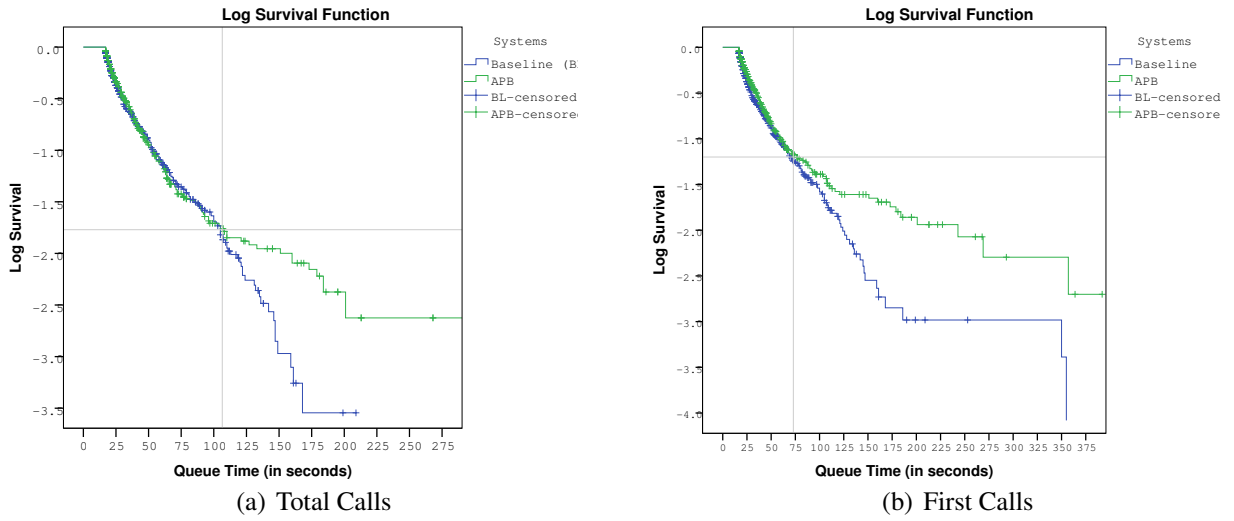 Log Survival Function
Systems
Baseline (B
APB
BL-censored
APB-censore
0.0
-0.5
-1.0
-1.5
-2.0
-2.5
-3.0
-3.5
Log Survival
0 25 50 75 100 125 150 175 200 225 250 275
Queue Time (in seconds)
(a) Total Calls
Log Survival Function
Systems
Baseline
APB
BL-censored
APB-censore
0.0
-0.5
-1.0
-1.5
-2.0
-2.5
-3.0
-3.5
-4.0
Log Survival
0 25 50 75 100 125 150 175 200 225 250 275 300 325 350 375
Queue Time (in seconds)
(b) First Calls